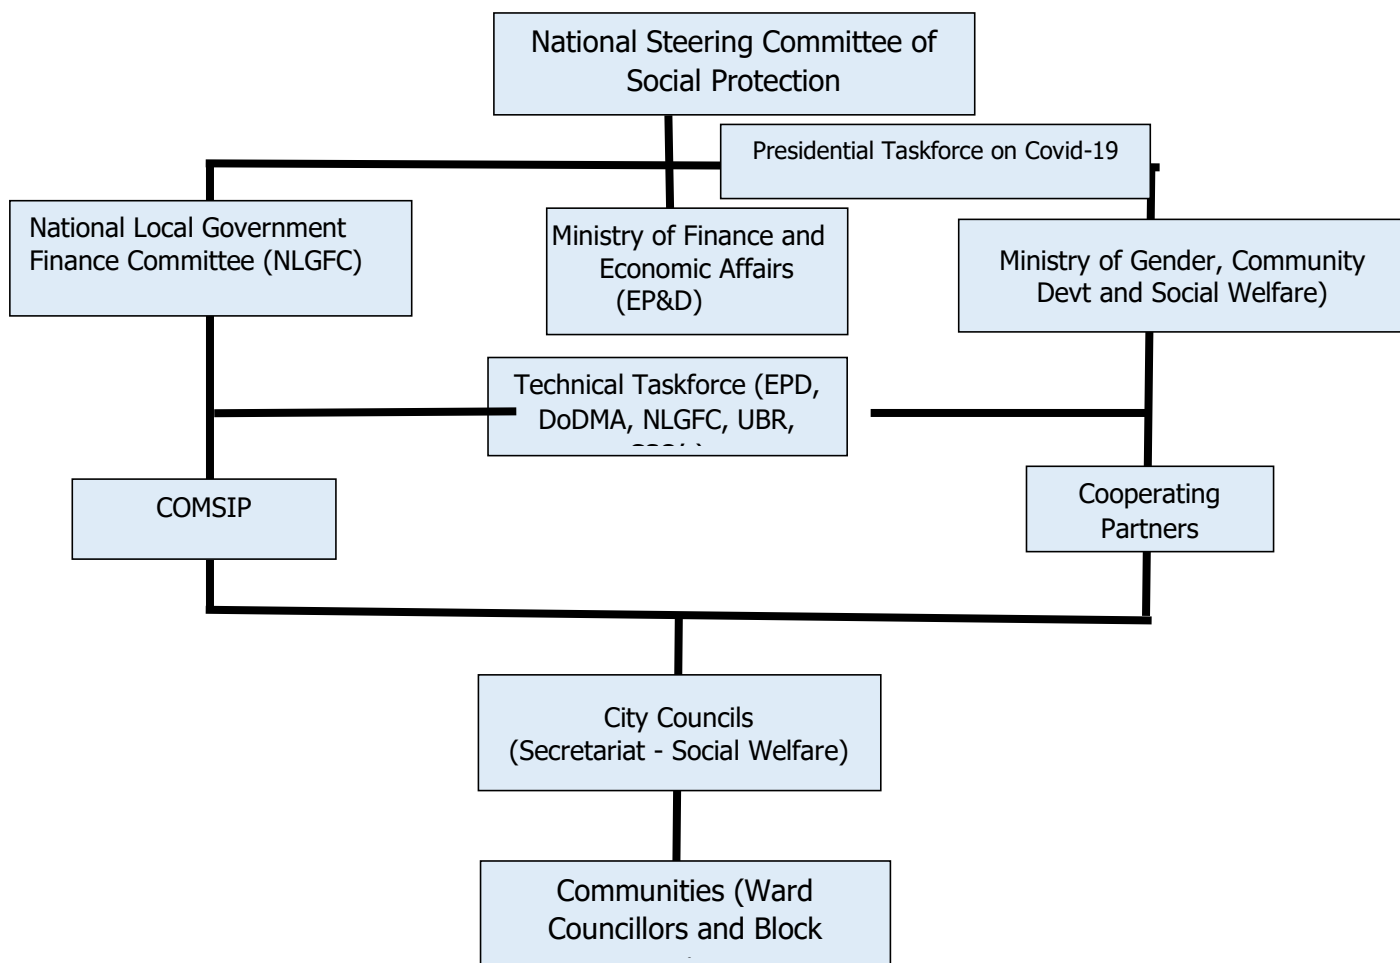 National Steering Committee of
Social Protection
Presidential Taskforce on Covid-19
National Local Government
Finance Committee (NLGFC)
Ministry of Finance and
Economic Affairs
(EP&D)
Ministry of Gender, Community
Devt and Social Welfare)
Technical Taskforce (EPD,
DoDMA, NLGFC, UBR,
COMSIP
Cooperating
Partners
City Councils
(Secretariat - Social Welfare)
Communities (Ward
Councillors and Block